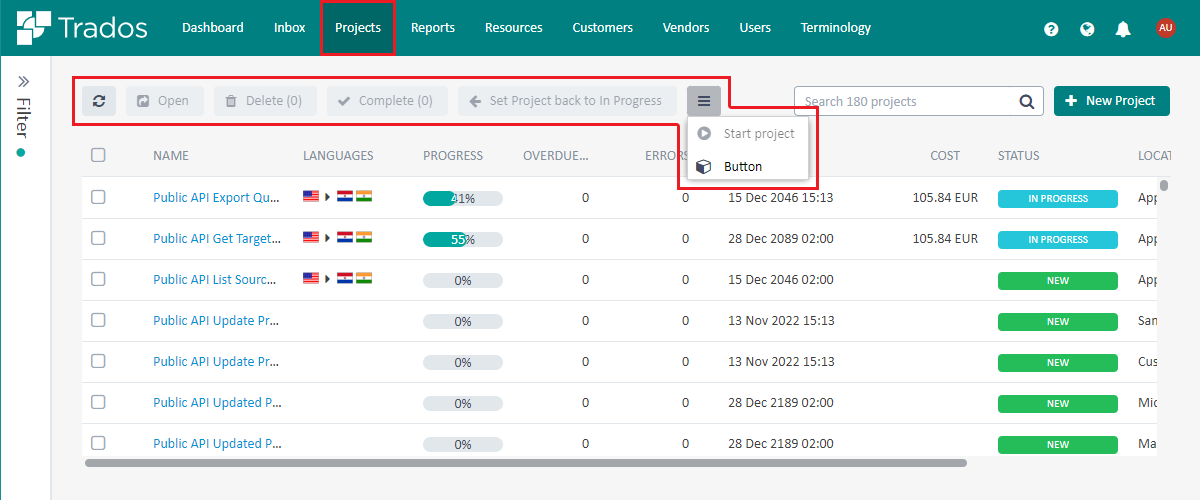 Trados Dashboard Inbox Projects Reports Resources Customers Vendors Users Terminology ? AU
Filter
Open Delete (0) Complete (0) Set Project back to In Progress Search 180 projects + New Project
Start project
Button
NAME LANGUAGES PROGRESS OVERDUE... ERRORS COST STATUS LOCAT
Public API Export Qu... 41% 0 0 15 Dec 2046 15:13 105.84 EUR IN PROGRESS App
Public API Get Target... 55% 0 0 28 Dec 2089 02:00 105.84 EUR IN PROGRESS App
Public API List Sourc... 0% 0 0 15 Dec 2046 02:00 NEW App
Public API Update Pr... 0% 0 0 13 Nov 2022 15:13 NEW San
Public API Update Pr... 0% 0 0 13 Nov 2022 15:13 NEW Cus
Public API Updated P... 0% 0 0 28 Dec 2189 02:00 NEW Mic
Public API Updated P... 0% 0 0 28 Dec 2189 02:00 NEW Ma